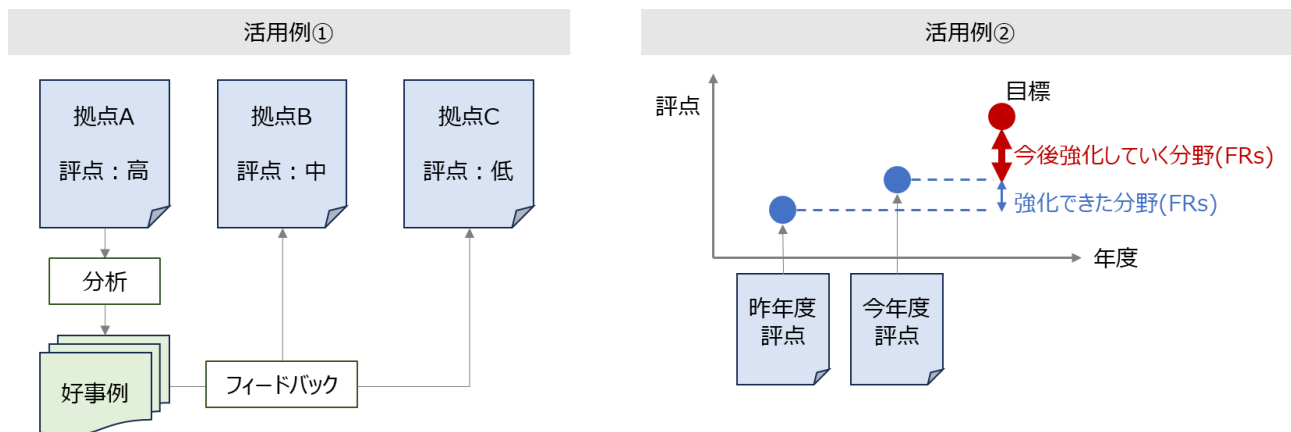 活用例①
拠点A
評点：高
拠点B
評点：中
拠点C
評点：低
分析
好事例
フィードバック
活用例②
評点
目標
今後強化していく分野(FRs)
強化できた分野(FRs)
年度
昨年度
評点
今年度
評点